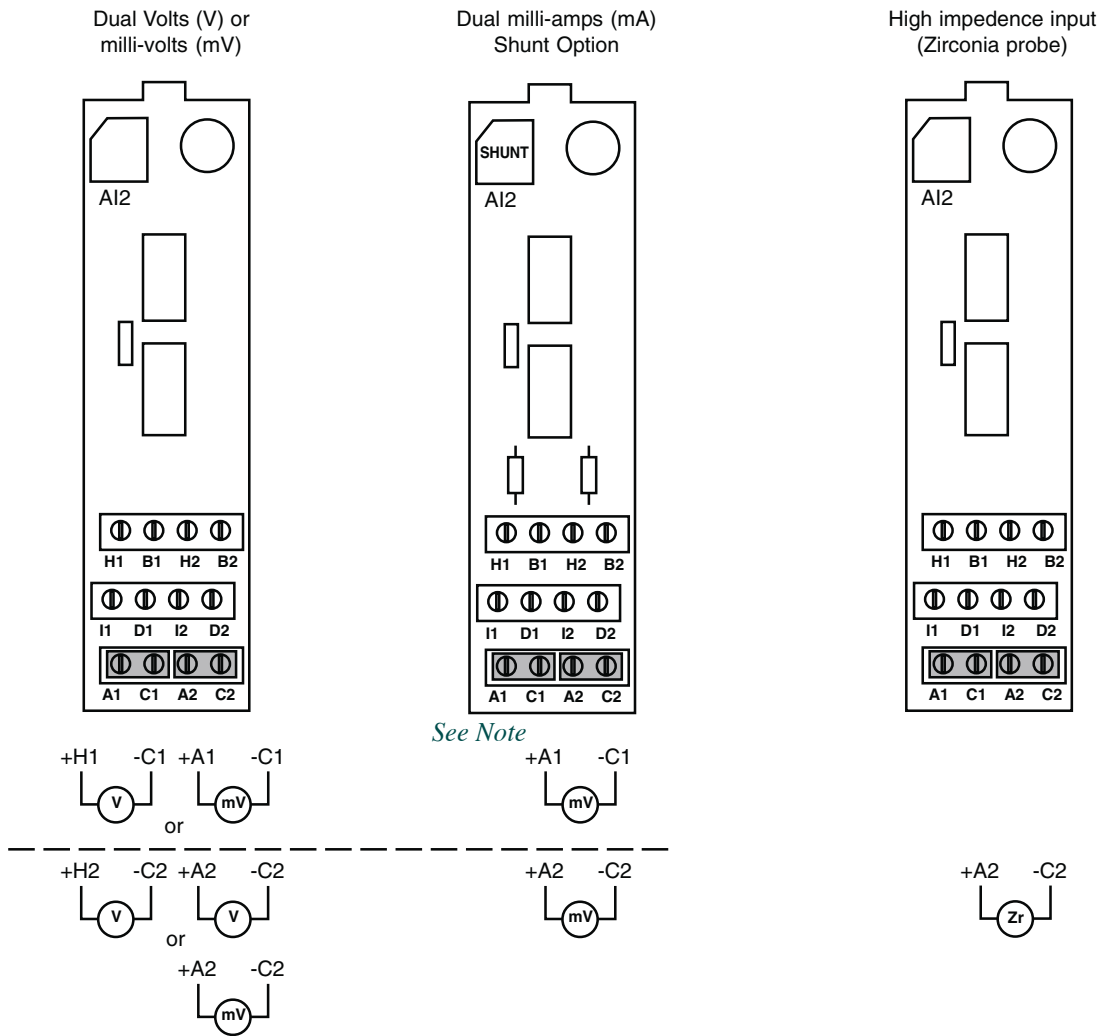 Dual Volts (V) or
milli-volts (mV)
AI2
H1 B1 H2 B2
I1 D1 I2 D2
A1 C1 A2 C2
+H1 -C1 +A1 -C1
V mV
or
+H2 -C2 +A2 -C2
V V
or
+A2 -C2
mV
Dual milli-amps (mA)
Shunt Option
SHUNT
AI2
H1 B1 H2 B2
I1 D1 I2 D2
A1 C1 A2 C2
See Note
+A1 -C1
mV
+A2 -C2
mV
High impedence input
(Zirconia probe)
AI2
H1 B1 H2 B2
I1 D1 I2 D2
A1 C1 A2 C2
+A2 -C2
Zr